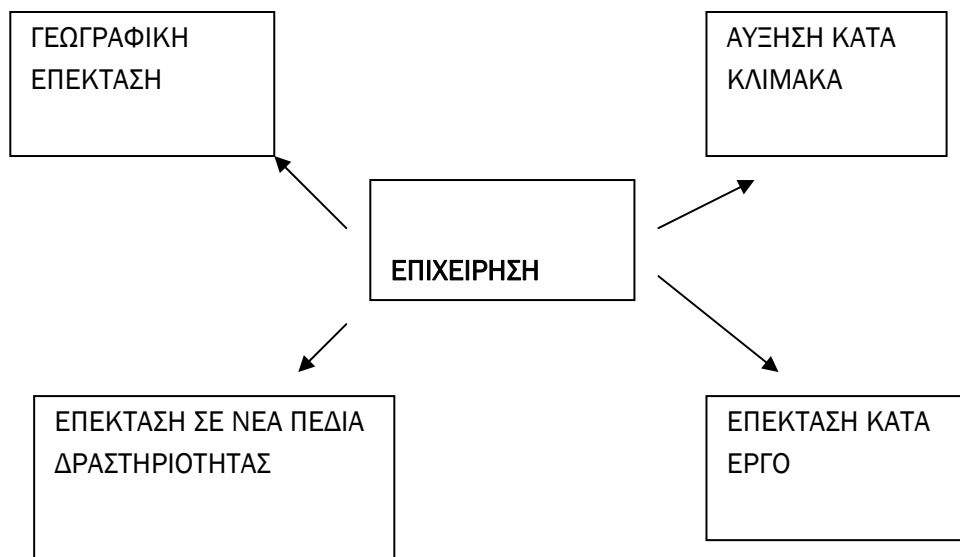 ΓΕΩΓΡΑΦΙΚΗ
ΕΠΕΚΤΑΣΗ
ΑΥΞΗΣΗ ΚΑΤΑ
ΚΛΙΜΑΚΑ
ΕΠΙΧΕΙΡΗΣΗ
ΕΠΕΚΤΑΣΗ ΣΕ ΝΕΑ ΠΕΔΙΑ
ΔΡΑΣΤΗΡΙΟΤΗΤΑΣ
ΕΠΕΚΤΑΣΗ ΚΑΤΑ
ΕΡΓΟ